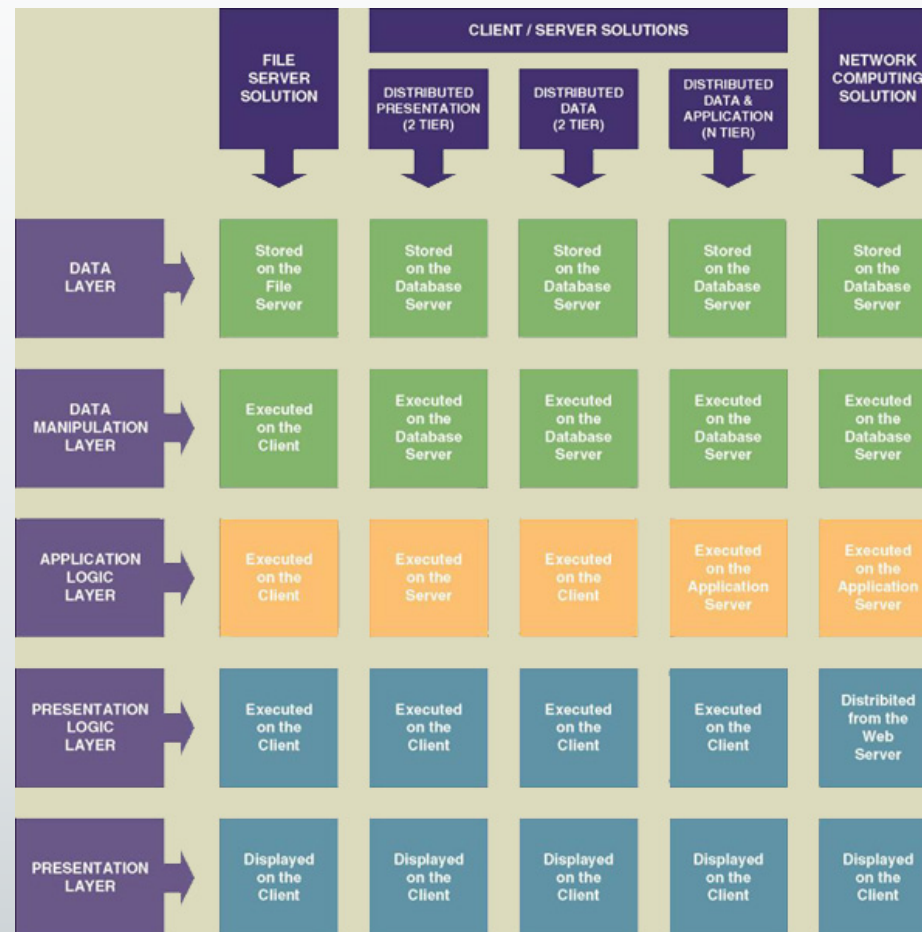 CLIENT / SERVER SOLUTIONS
FILE
SERVER
SOLUTION
DISTRIBUTED
PRESENTATION
(2 TIER)
DISTRIBUTED
DATA
(2 TIER)
DISTRIBUTED
DATA &
APPLICATION
(N TIER)
NETWORK
COMPUTING
SOLUTION
DATA
LAYER
Stored
on the
File
Server
Stored
on the
Database
Server
Stored
on the
Database
Server
Stored
on the
Database
Server
Stored
on the
Database
Server
DATA
MANIPULATION
LAYER
Executed
on the
Client
Executed
on the
Database
Server
Executed
on the
Database
Server
Executed
on the
Database
Server
Executed
on the
Database
Server
APPLICATION
LOGIC
LAYER
Executed
on the
Client
Executed
on the
Server
Executed
on the
Client
Executed
on the
Application
Server
Executed
on the
Application
Server
PRESENTATION
LOGIC
LAYER
Executed
on the
Client
Executed
on the
Client
Executed
on the
Client
Executed
on the
Client
Distribited
from the
Web
Server
PRESENTATION
LAYER
Displayed
on the
Client
Displayed
on the
Client
Displayed
on the
Client
Displayed
on the
Client
Displayed
on the
Client